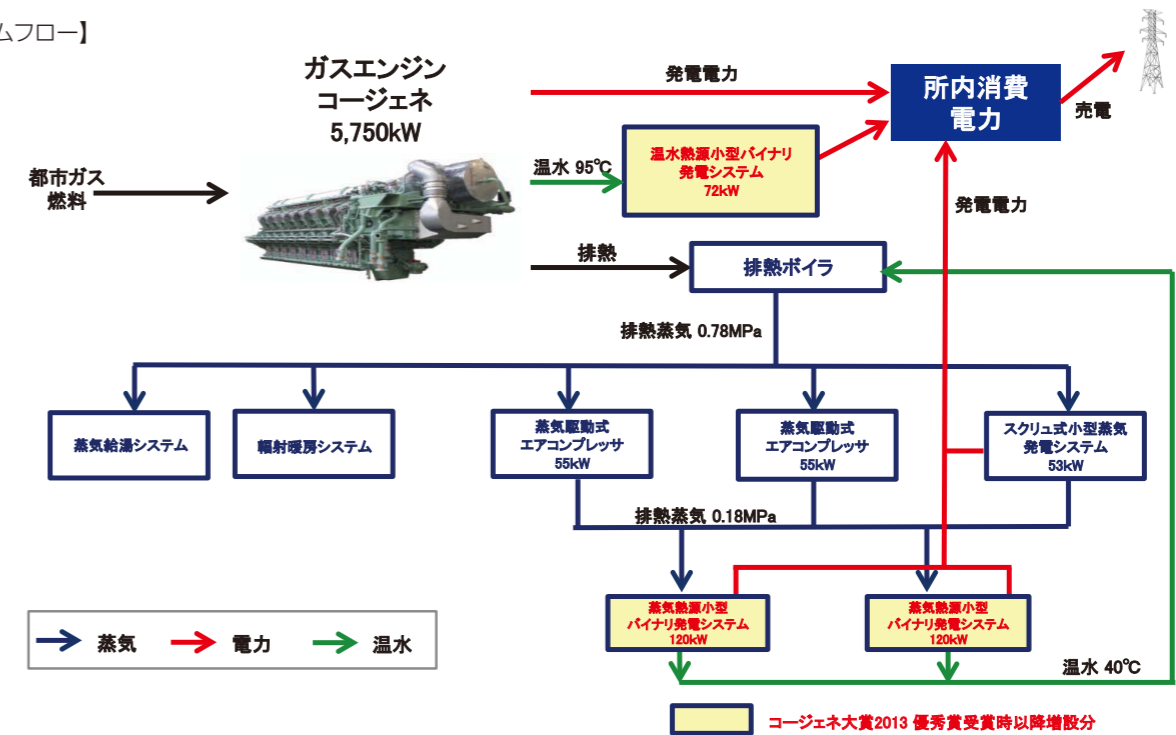 ムフロー】
ガスエンジン
コージェネ
5,750kW
発電電力
所内消費
電力
売電
都市ガス
燃料
温水 95℃
温水熱源小型バイナリ
発電システム
72kW
発電電力
排熱
排熱ボイラ
排熱蒸気 0.78MPa
蒸気給湯システム
輻射暖房システム
蒸気駆動式
エアコンプレッサ
55kW
蒸気駆動式
エアコンプレッサ
55kW
スクリュ式小型蒸気
発電システム
53kW
排熱蒸気 0.18MPa
蒸気熱源小型
バイナリ発電システム
120kW
蒸気熱源小型
バイナリ発電システム
120kW
蒸気
電力
温水
温水 40℃
コージェネ大賞2013 優秀賞受賞時以降増設分